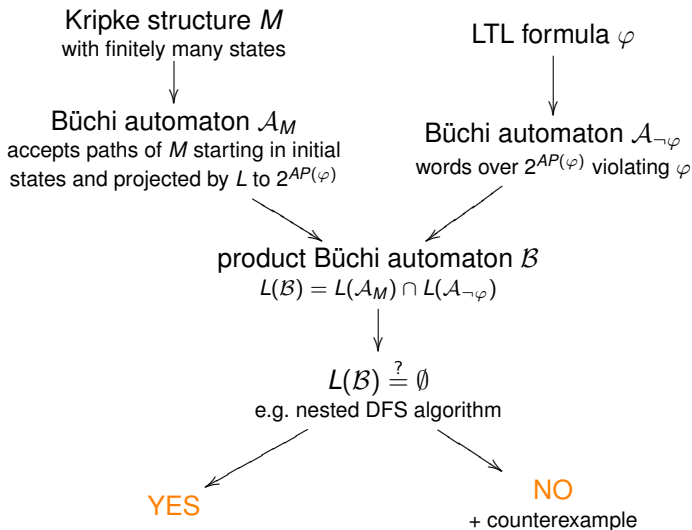 Kripke structure M
with finitely many states
LTL formula φ
Büchi automaton 𝒜_M
accepts paths of M starting in initial
states and projected by L to 2^{AP(φ)}
Büchi automaton 𝒜_{¬φ}
words over 2^{AP(φ)} violating φ
product Büchi automaton ℬ
L(ℬ) = L(𝒜_M) ∩ L(𝒜_{¬φ})
L(ℬ) ≟ ∅
e.g. nested DFS algorithm
YES
NO
+ counterexample